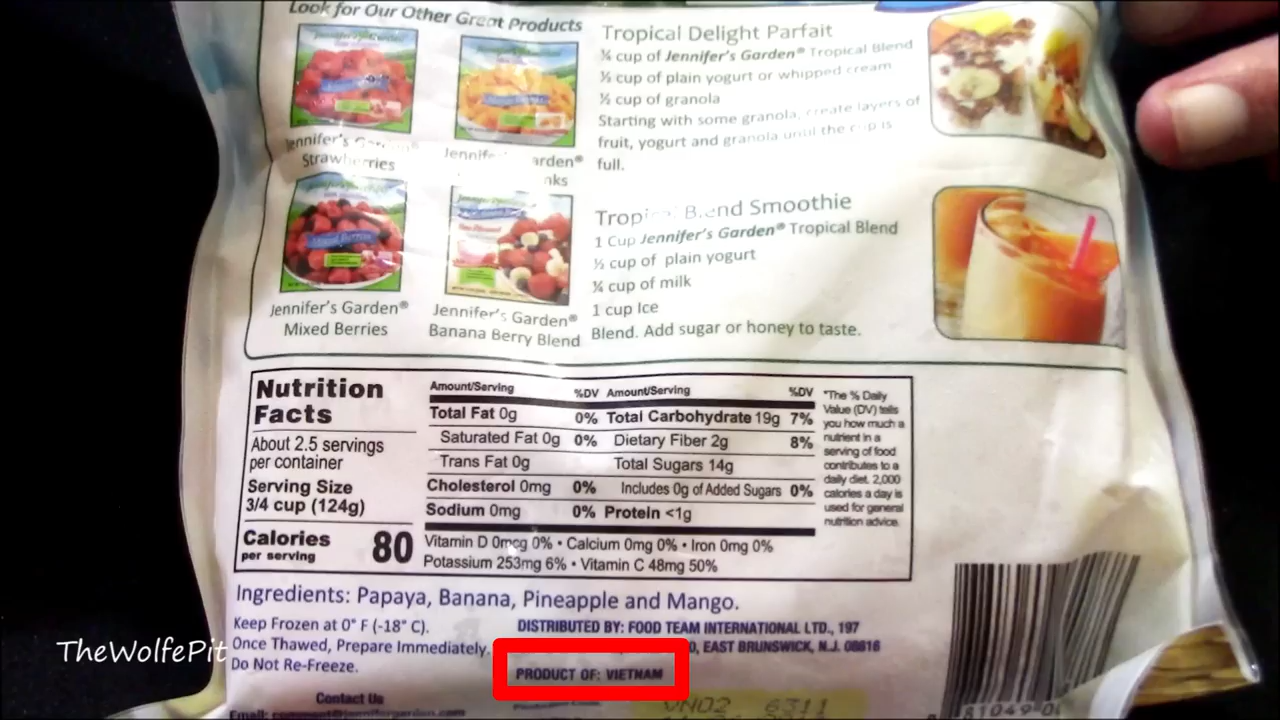 Look for Our Other Great Products
Jennifer's
Strawberries
Jennifer's Garden®
Mixed Berries
Jennifer's Garden®
Banana Berry Blend
Tropical Delight Parfait
¾ cup of Jennifer's Garden® Tropical Blend
½ cup of plain yogurt or whipped cream
½ cup of granola
Starting with some granola, create layers of
fruit, yogurt and granola until the cup is
full.
Tropical Blend Smoothie
1 Cup Jennifer's Garden® Tropical Blend
½ cup of plain yogurt
¼ cup of milk
1 cup Ice
Blend. Add sugar or honey to taste.
Nutrition
Facts
About 2.5 servings
per container
Serving Size
3/4 cup (124g)
Calories
per serving
80
Amount/Serving %DV Amount/Serving %DV
Total Fat 0g 0% Total Carbohydrate 19g 7%
Saturated Fat 0g 0% Dietary Fiber 2g 8%
Trans Fat 0g Total Sugars 14g
Cholesterol 0mg 0% Includes 0g of Added Sugars 0%
Sodium 0mg 0% Protein <1g
Vitamin D 0mcg 0% • Calcium 0mg 0% • Iron 0mg 0%
Potassium 253mg 6% • Vitamin C 48mg 50%
*The % Daily
Value (DV) tells
you how much a
nutrient in a
serving of food
contributes to a
daily diet. 2,000
calories a day is
used for general
nutrition advice.
Ingredients: Papaya, Banana, Pineapple and Mango.
Keep Frozen at 0° F (-18° C).
Once Thawed, Prepare Immediately.
Do Not Re-Freeze.
Contact Us
DISTRIBUTED BY: FOOD TEAM INTERNATIONAL LTD., 197
EAST BRUNSWICK, N.J. 08816
PRODUCT OF: VIETNAM
VN02 6311
81049-0
TheWolfePit